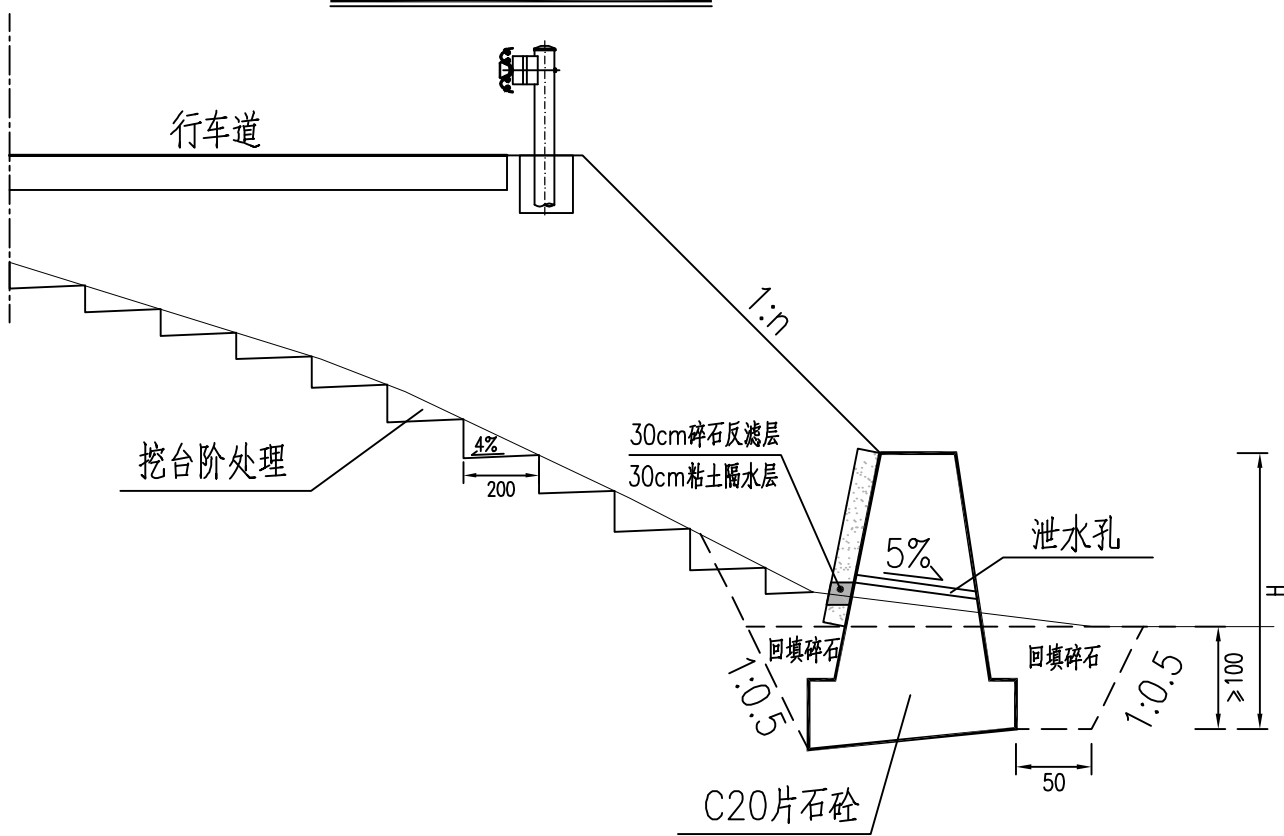 行车道
1:n
30cm碎石反滤层
30cm粘土隔水层
挖台阶处理
4%
200
5%
泄水孔
H
回填碎石
回填碎石
1:0.5
1:0.5
≥100
50
C20片石砼